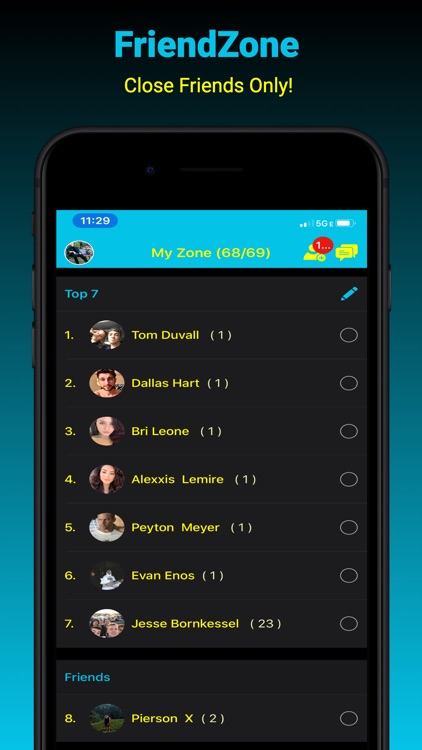 FriendZone
Close Friends Only!
11:29
5G E
My Zone (68/69)
1...
Top 7
1. Tom Duvall ( 1 )
2. Dallas Hart ( 1 )
3. Bri Leone ( 1 )
4. Alexxis Lemire ( 1 )
5. Peyton Meyer ( 1 )
6. Evan Enos ( 1 )
7. Jesse Bornkessel ( 23 )
Friends
8. Pierson X ( 2 )